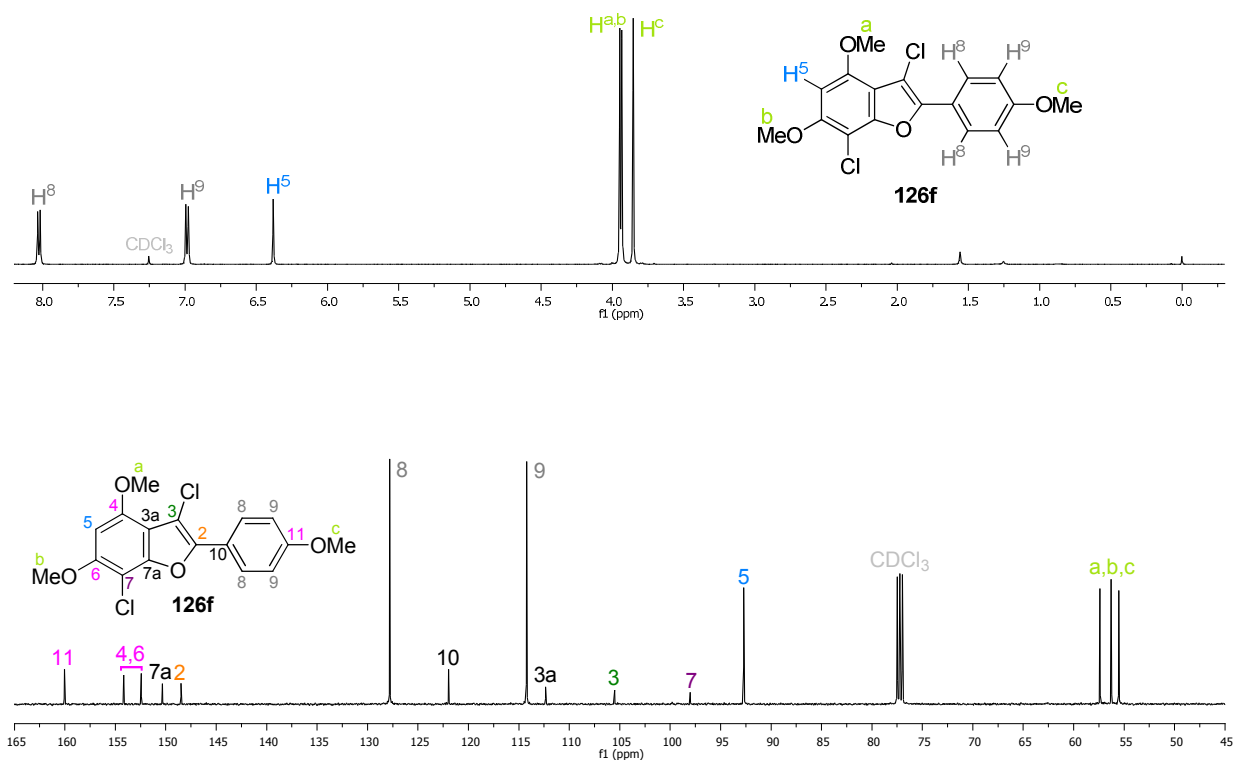 Hᵃ,ᵇ
Hᶜ
a
OMe
Cl
H⁸
H⁹
H⁵
c
OMe
b
MeO
O
Cl
H⁸
H⁹
126f
H⁸
CDCl₃
H⁹
H⁵
8.0 7.5 7.0 6.5 6.0 5.5 5.0 4.5 4.0 3.5 3.0 2.5 2.0 1.5 1.0 0.5 0.0
f1 (ppm)
a
OMe
Cl
4
3
8
9
5
3a
2
10
11
c
OMe
b
MeO
6
7
7a
O
8
9
Cl
126f
11
4,6
7a
2
8
10
9
3a
3
7
5
CDCl₃
a,b,c
165 160 155 150 145 140 135 130 125 120 115 110 105 100 95 90 85 80 75 70 65 60 55 50 45
f1 (ppm)